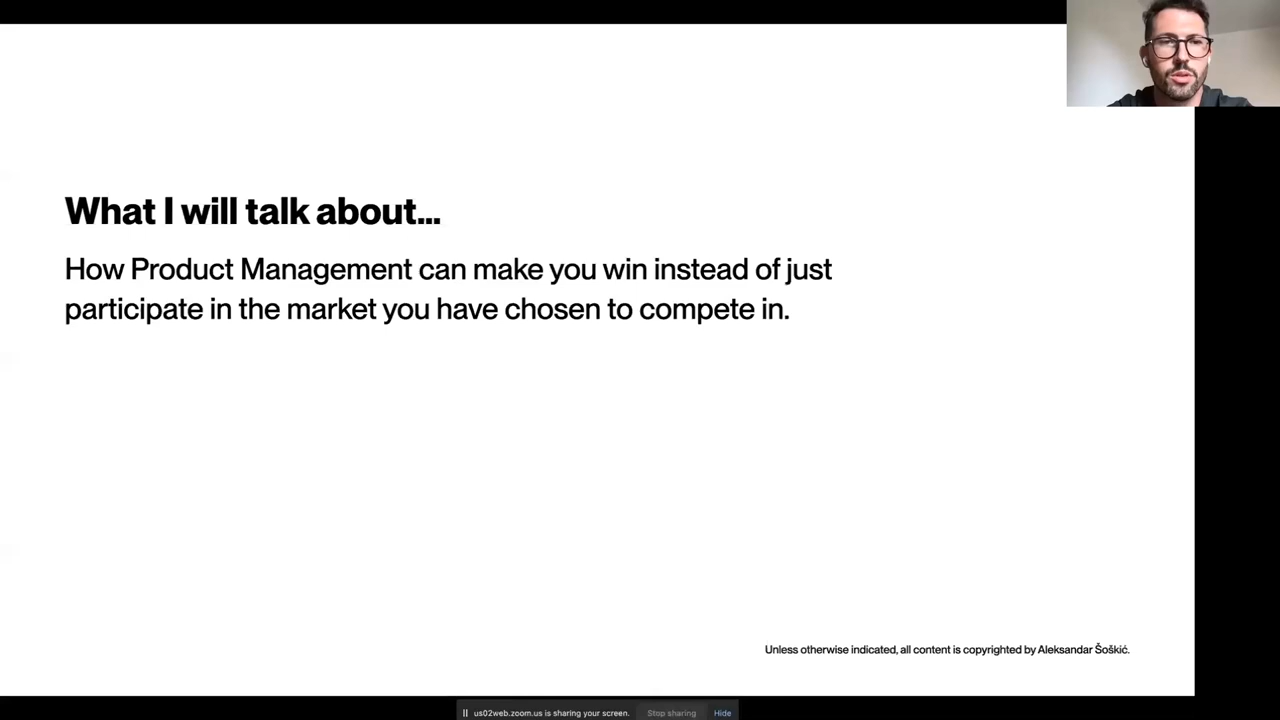 What I will talk about...
How Product Management can make you win instead of just
participate in the market you have chosen to compete in.
Unless otherwise indicated, all content is copyrighted by Aleksandar Šoškić.
us02web.zoom.us is sharing your screen. Stop sharing Hide